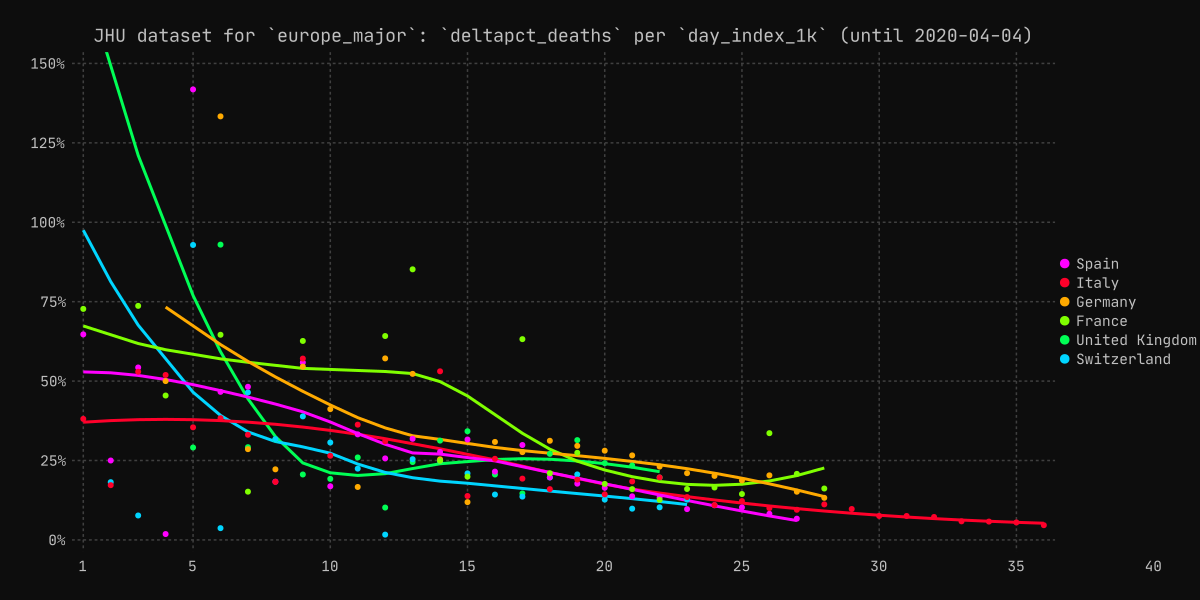 JHU dataset for `europe_major`: `deltapct_deaths` per `day_index_1k` (until 2020-04-04)
150%
125%
100%
75%
50%
25%
0%
1 5 10 15 20 25 30 35 40
Spain
Italy
Germany
France
United Kingdom
Switzerland